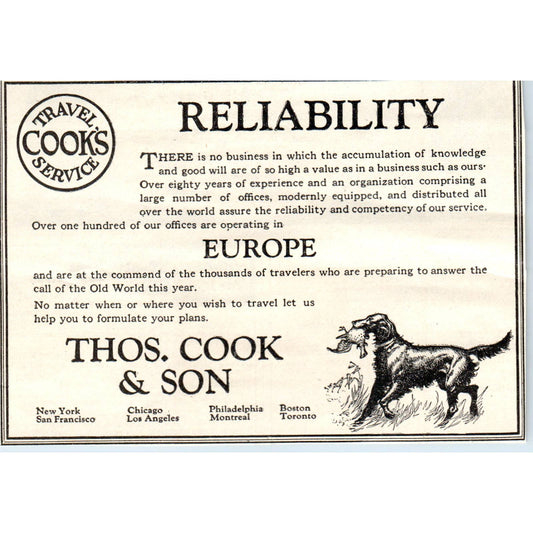 TRAVEL
COOK'S
SERVICE
RELIABILITY
THERE is no business in which the accumulation of knowledge
and good will are of so high a value as in a business such as ours.
Over eighty years of experience and an organization comprising a
large number of offices, modernly equipped, and distributed all
over the world assure the reliability and competency of our service.
Over one hundred of our offices are operating in
EUROPE
and are at the command of the thousands of travelers who are preparing to answer the
call of the Old World this year.
No matter when or where you wish to travel let us
help you to formulate your plans.
THOS. COOK
& SON
New York Chicago Philadelphia Boston
San Francisco Los Angeles Montreal Toronto